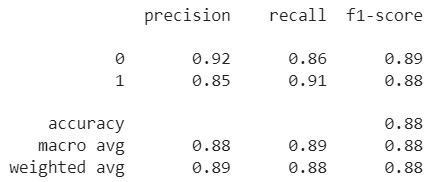 precision recall f1-score
0 0.92 0.86 0.89
1 0.85 0.91 0.88
accuracy 0.88
macro avg 0.88 0.89 0.88
weighted avg 0.89 0.88 0.88